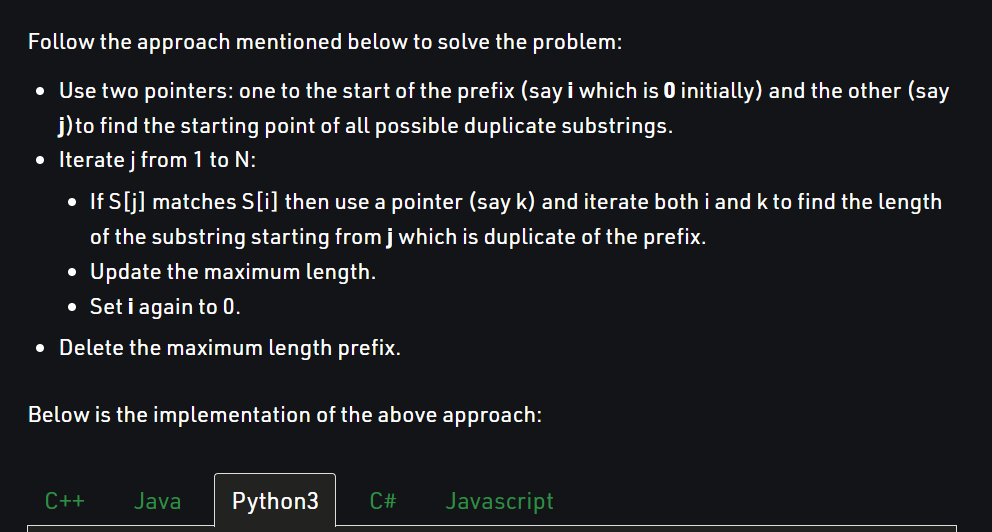 Follow the approach mentioned below to solve the problem:
• Use two pointers: one to the start of the prefix (say i which is 0 initially) and the other (say
j)to find the starting point of all possible duplicate substrings.
• Iterate j from 1 to N:
• If S[j] matches S[i] then use a pointer (say k) and iterate both i and k to find the length
of the substring starting from j which is duplicate of the prefix.
• Update the maximum length.
• Set i again to 0.
• Delete the maximum length prefix.
Below is the implementation of the above approach:
C++ Java Python3 C# Javascript